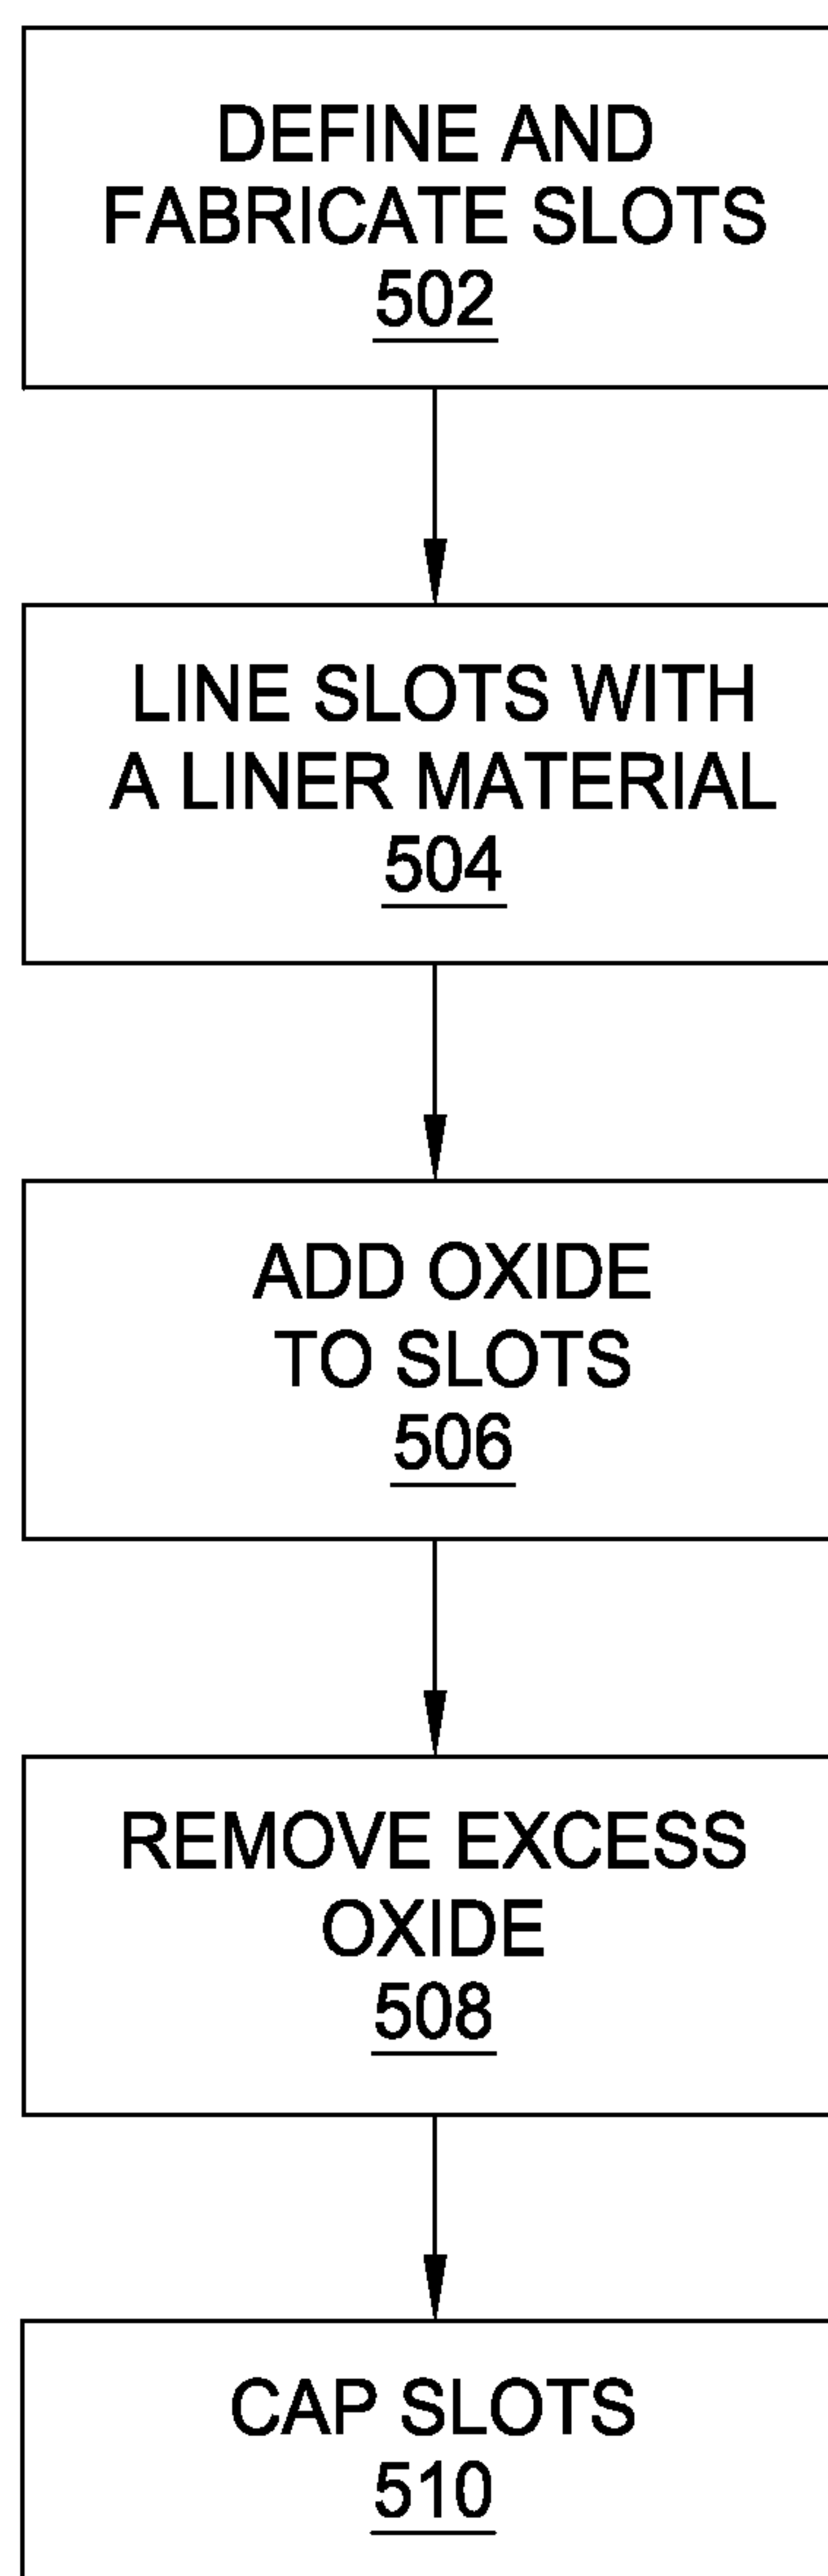 DEFINE AND
FABRICATE SLOTS
502
LINE SLOTS WITH
A LINER MATERIAL
504
ADD OXIDE
TO SLOTS
506
REMOVE EXCESS
OXIDE
508
CAP SLOTS
510